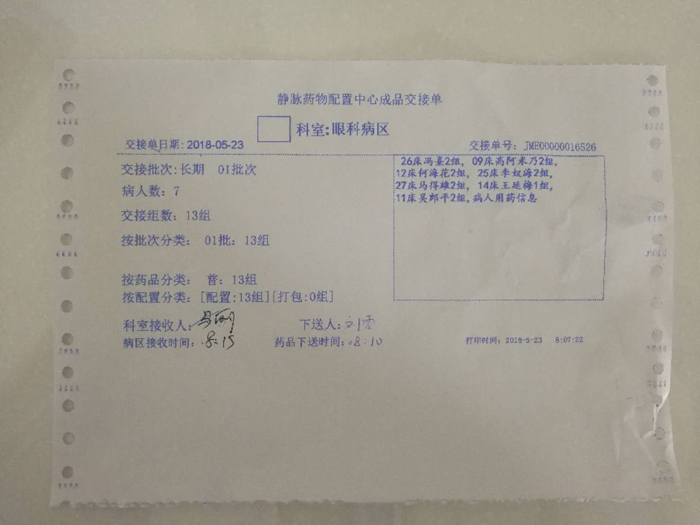 静脉药物配置中心成品交接单
科室:眼科病区
交接单日期: 2018-05-23
交接单号: JME00000016526
交接批次:长期 01批次
26床冯嘉2组, 09床高阿米乃2组,
12床何海花2组, 25床李奴海2组,
27床马得雄2组, 14床王延梅1组,
11床吴郎平2组,病人用药信息
病人数: 7
交接组数: 13组
按批次分类: 01批: 13组
按药品分类: 普: 13组
按配置分类: [配置:13组][打包:0组]
科室接收人:
下送人:
病区接收时间: 8:15
药品下送时间: 8:10
打印时间: 2018-5-23 8:07:22